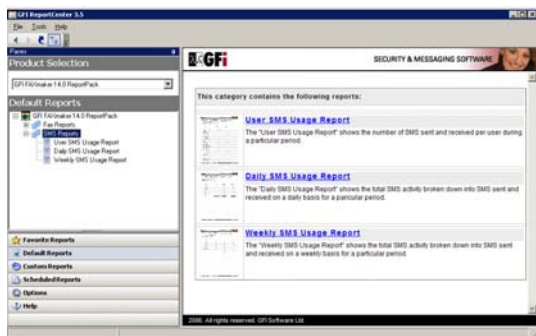 GFI ReportCenter 3.5
File Tools Help
Panes
Product Selection
GFI FAXmaker 14.0 ReportPack
Default Reports
GFI FAXmaker 14.0 ReportPack
Fax Reports
SMS Reports
User SMS Usage Report
Daily SMS Usage Report
Weekly SMS Usage Report
Favorite Reports
Default Reports
Custom Reports
Scheduled Reports
Options
Help
GFi
SECURITY & MESSAGING SOFTWARE
This category contains the following reports:
User SMS Usage Report
The "User SMS Usage Report" shows the number of SMS sent and received per user during
a particular period.
Daily SMS Usage Report
The "Daily SMS Usage Report" shows the total SMS activity broken down into SMS sent and
received on a daily basis for a particular period.
Weekly SMS Usage Report
The "Weekly SMS Usage Report" shows the total SMS activity broken down into SMS sent
and received on a weekly basis for a particular period.
2006. All rights reserved. GFI Software Ltd